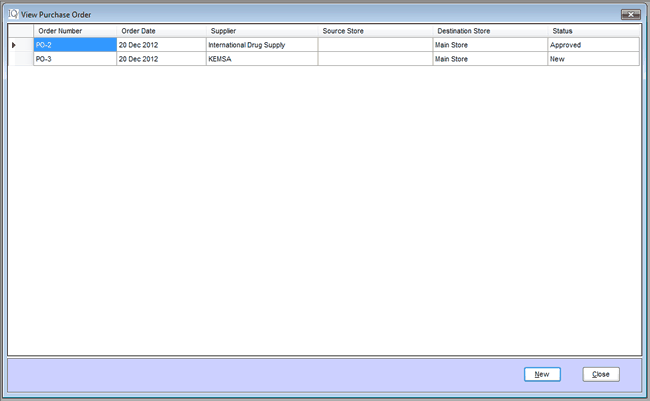 IQ View Purchase Order
Order Number Order Date Supplier Source Store Destination Store Status
PO-2 20 Dec 2012 International Drug Supply Main Store Approved
PO-3 20 Dec 2012 KEMSA Main Store New
New Close